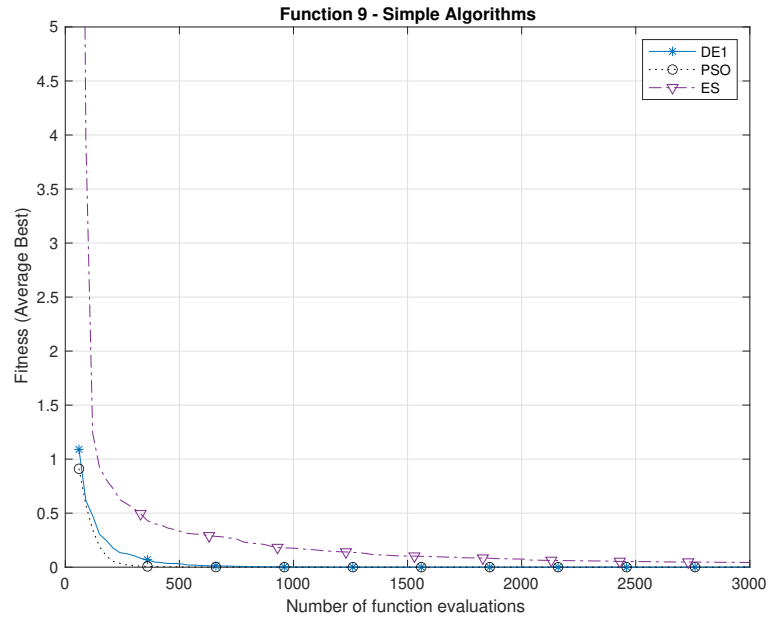 Function 9 - Simple Algorithms
5
4.5
4
3.5
3
2.5
2
1.5
1
0.5
0
Fitness (Average Best)
DE1
PSO
ES
0 500 1000 1500 2000 2500 3000
Number of function evaluations